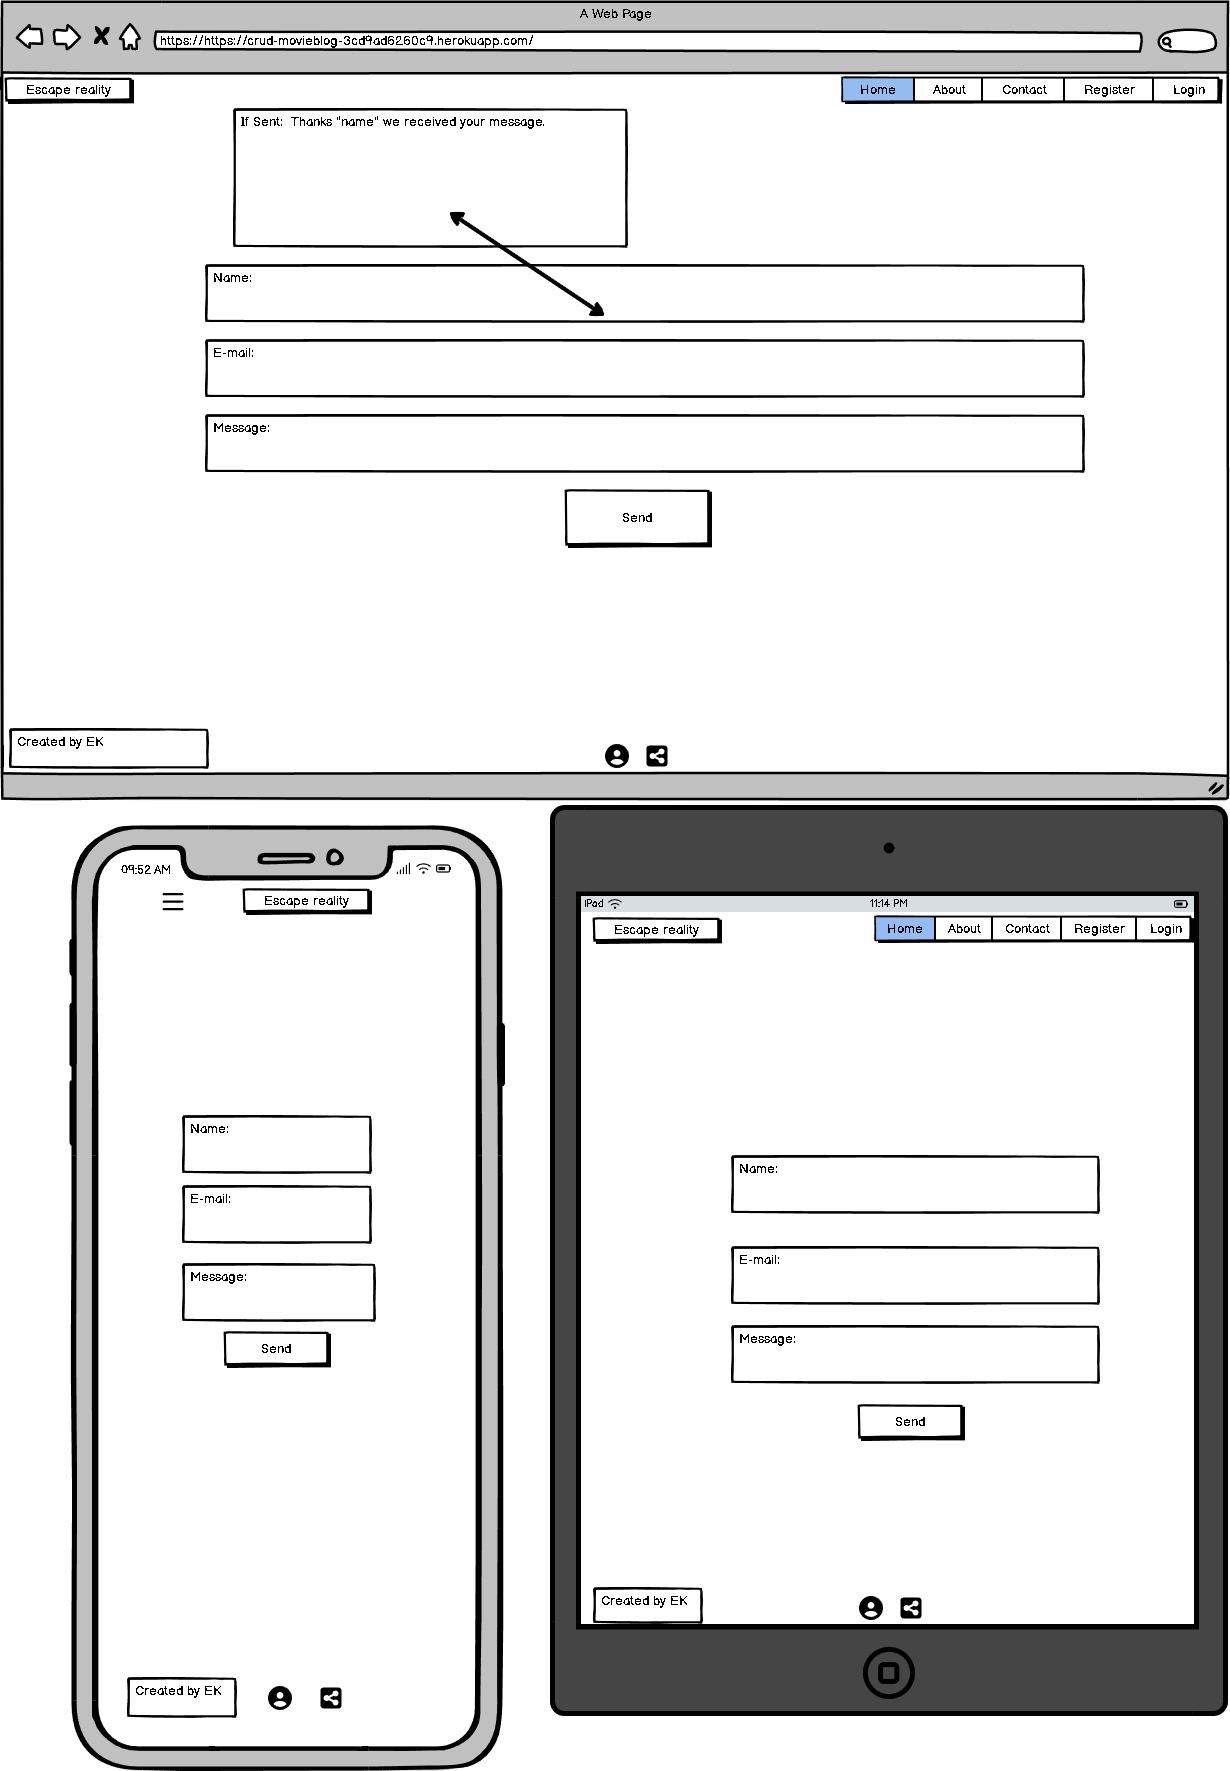 A Web Page
https://https://crud-movieblog-3cd9ad6260c9.herokuapp.com/
Escape reality
Home About Contact Register Login
If Sent: Thanks "name" we received your message.
Name:
E-mail:
Message:
Send
Created by EK
09:52 AM
Escape reality
Name:
E-mail:
Message:
Send
Created by EK
iPad 11:14 PM
Escape reality
Home About Contact Register Login
Name:
E-mail:
Message:
Send
Created by EK